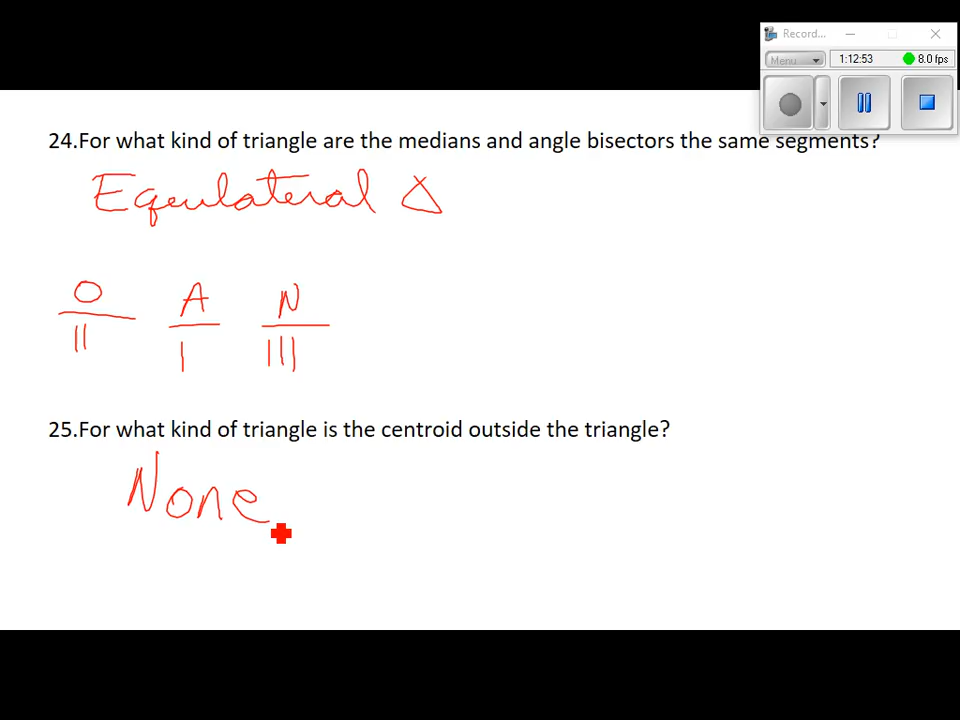 Record...
Menu
1:12:53
8.0 fps
24.For what kind of triangle are the medians and angle bisectors the same segments?
Equilateral Δ
O A N
|| | |||
25.For what kind of triangle is the centroid outside the triangle?
None